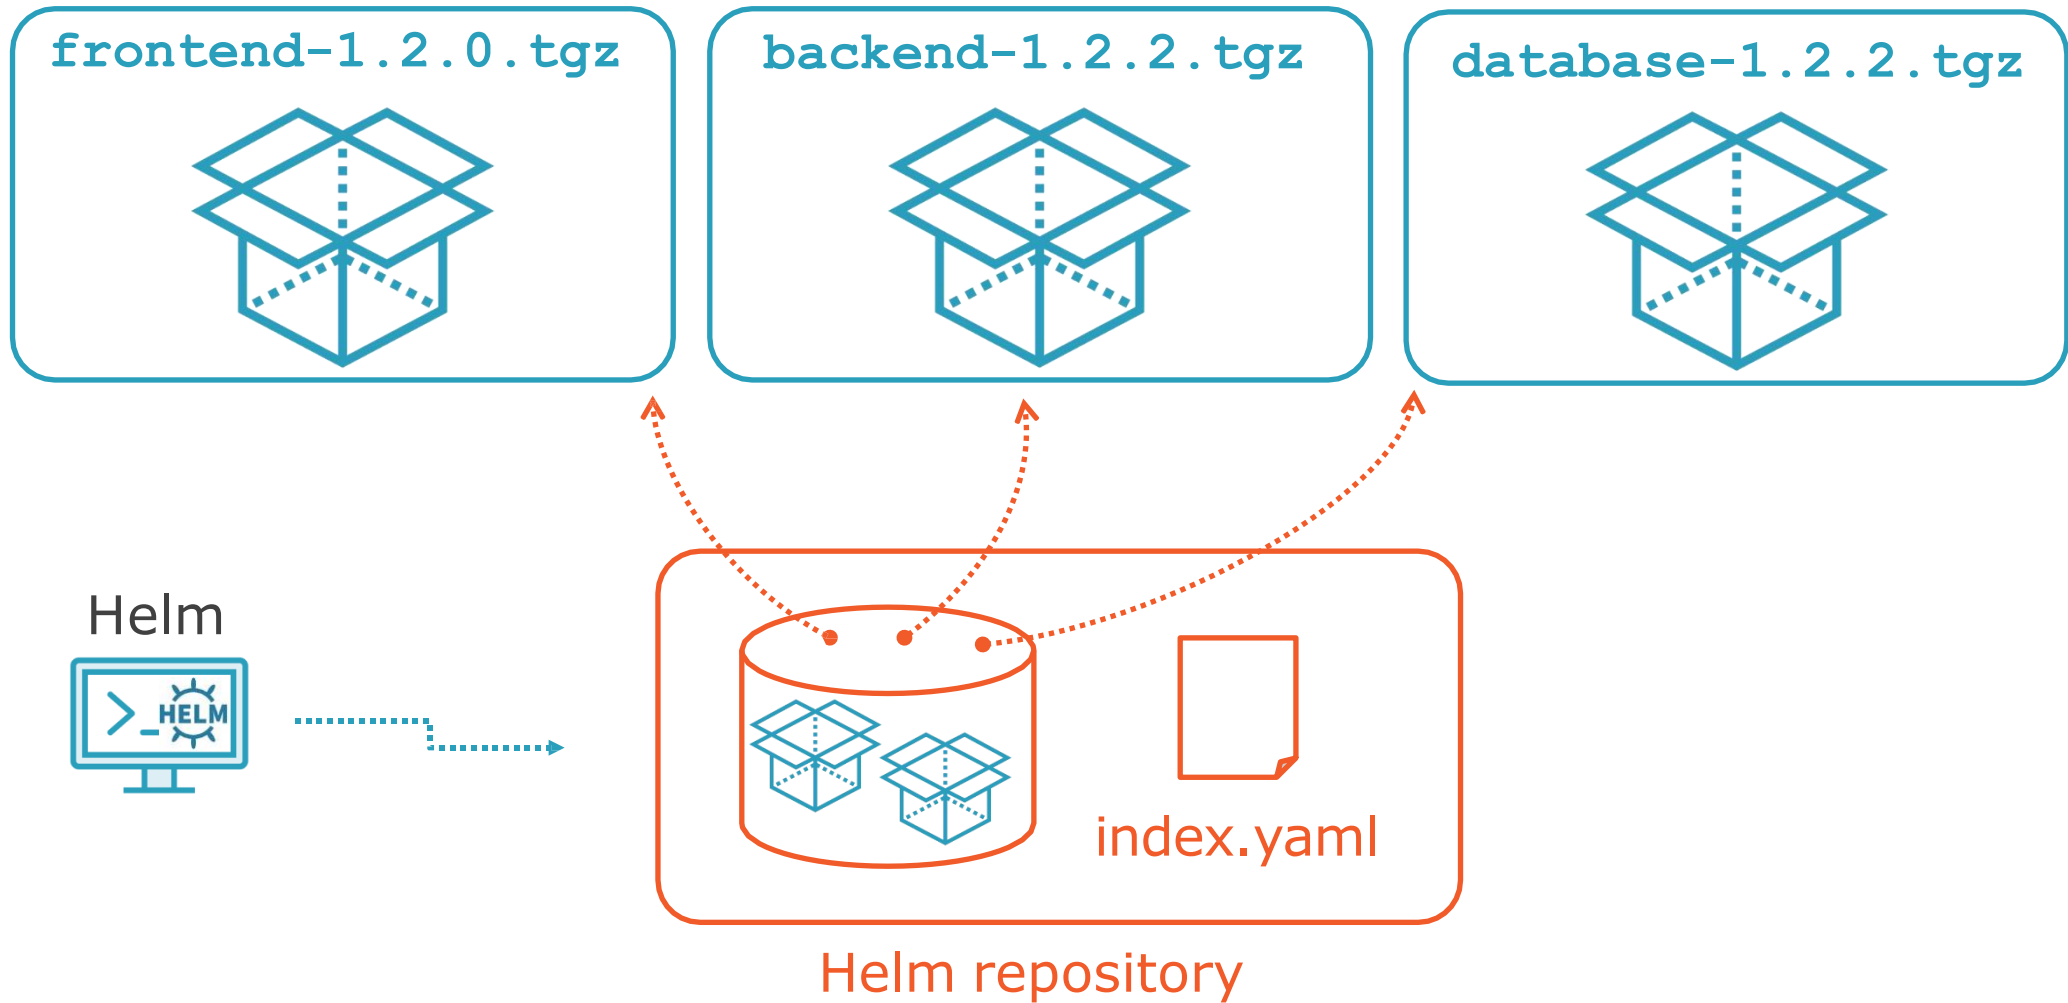 frontend-1.2.0.tgz
backend-1.2.2.tgz
database-1.2.2.tgz
Helm
>_ HELM
index.yaml
Helm repository